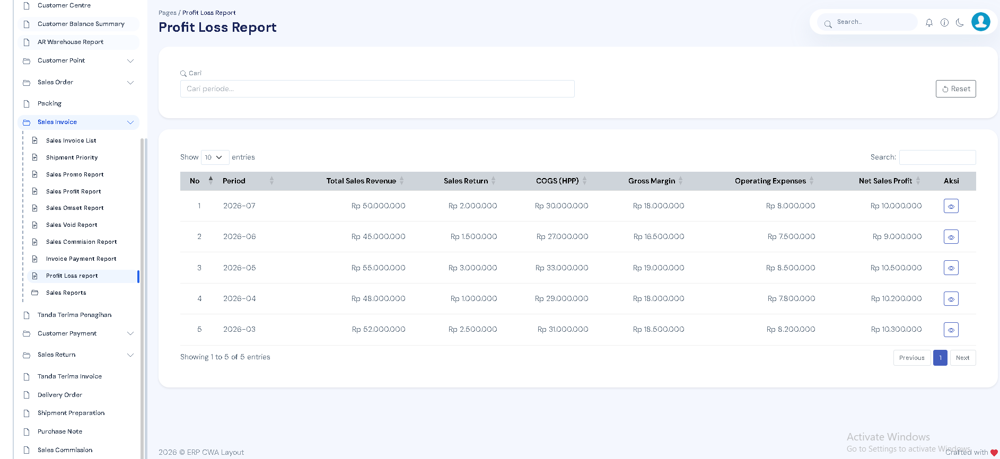 Customer Centre
Customer Balance Summary
AR Warehouse Report
Customer Point
Sales Order
Packing
Sales Invoice
Sales Invoice List
Shipment Priority
Sales Promo Report
Sales Profit Report
Sales Omset Report
Sales Void Report
Sales Commision Report
Invoice Payment Report
Profit Loss report
Sales Reports
Tanda Terima Penagihan
Customer Payment
Sales Return
Tanda Terima Invoice
Delivery Order
Shipment Preparation
Purchase Note
Sales Commission
Pages / Profit Loss Report
Profit Loss Report
Search...
Cari
Cari periode...
Reset
Show 10 entries
Search:
No Period Total Sales Revenue Sales Return COGS (HPP) Gross Margin Operating Expenses Net Sales Profit Aksi
1 2026-07 Rp 50.000.000 Rp 2.000.000 Rp 30.000.000 Rp 18.000.000 Rp 8.000.000 Rp 10.000.000
2 2026-06 Rp 45.000.000 Rp 1.500.000 Rp 27.000.000 Rp 16.500.000 Rp 7.500.000 Rp 9.000.000
3 2026-05 Rp 55.000.000 Rp 3.000.000 Rp 33.000.000 Rp 19.000.000 Rp 8.500.000 Rp 10.500.000
4 2026-04 Rp 48.000.000 Rp 1.000.000 Rp 29.000.000 Rp 18.000.000 Rp 7.800.000 Rp 10.200.000
5 2026-03 Rp 52.000.000 Rp 2.500.000 Rp 31.000.000 Rp 18.500.000 Rp 8.200.000 Rp 10.300.000
Showing 1 to 5 of 5 entries
Previous 1 Next
Activate Windows
Go to Settings to activate Windows.
2026 © ERP CWA Layout
Crafted with